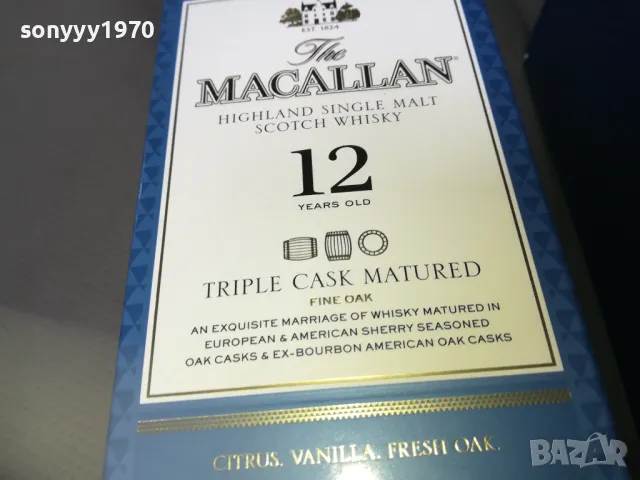 sonyyy1970
EST. 1824
The
MACALLAN
HIGHLAND SINGLE MALT
SCOTCH WHISKY
12
YEARS OLD
TRIPLE CASK MATURED
FINE OAK
AN EXQUISITE MARRIAGE OF WHISKY MATURED IN
EUROPEAN & AMERICAN SHERRY SEASONED
OAK CASKS & EX-BOURBON AMERICAN OAK CASKS
CITRUS. VANILLA. FRESH OAK.
BAZAR